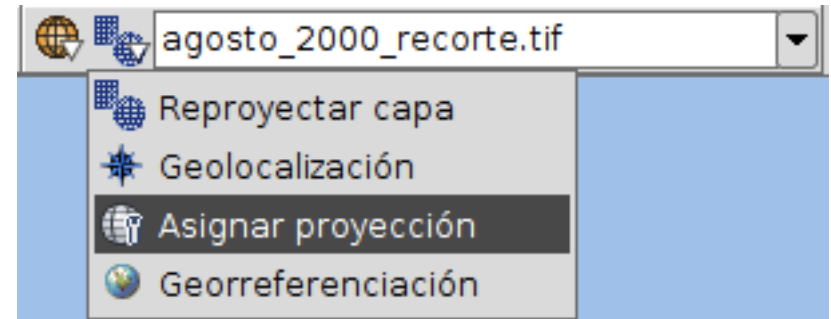 agosto_2000_recorte.tif
Reproyectar capa
Geolocalización
Asignar proyección
Georreferenciación